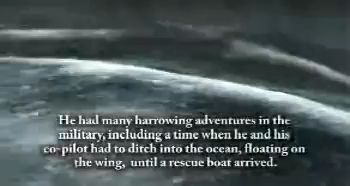 He had many harrowing adventures in the
military, including a time when he and his
co-pilot had to ditch into the ocean, floating on
the wing,  until a rescue boat arrived.